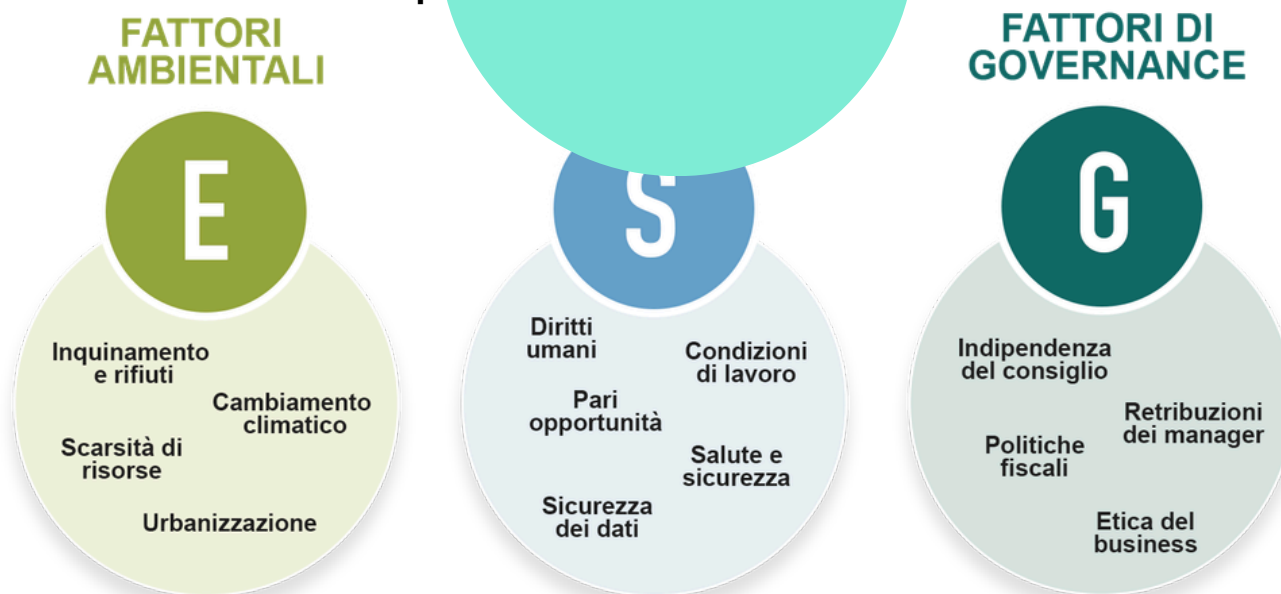 FATTORI
AMBIENTALI
E
Inquinamento
e rifiuti
Cambiamento
climatico
Scarsità di
risorse
Urbanizzazione
S
Diritti
umani
Condizioni
di lavoro
Pari
opportunità
Salute e
sicurezza
Sicurezza
dei dati
FATTORI DI
GOVERNANCE
G
Indipendenza
del consiglio
Retribuzioni
dei manager
Politiche
fiscali
Etica del
business